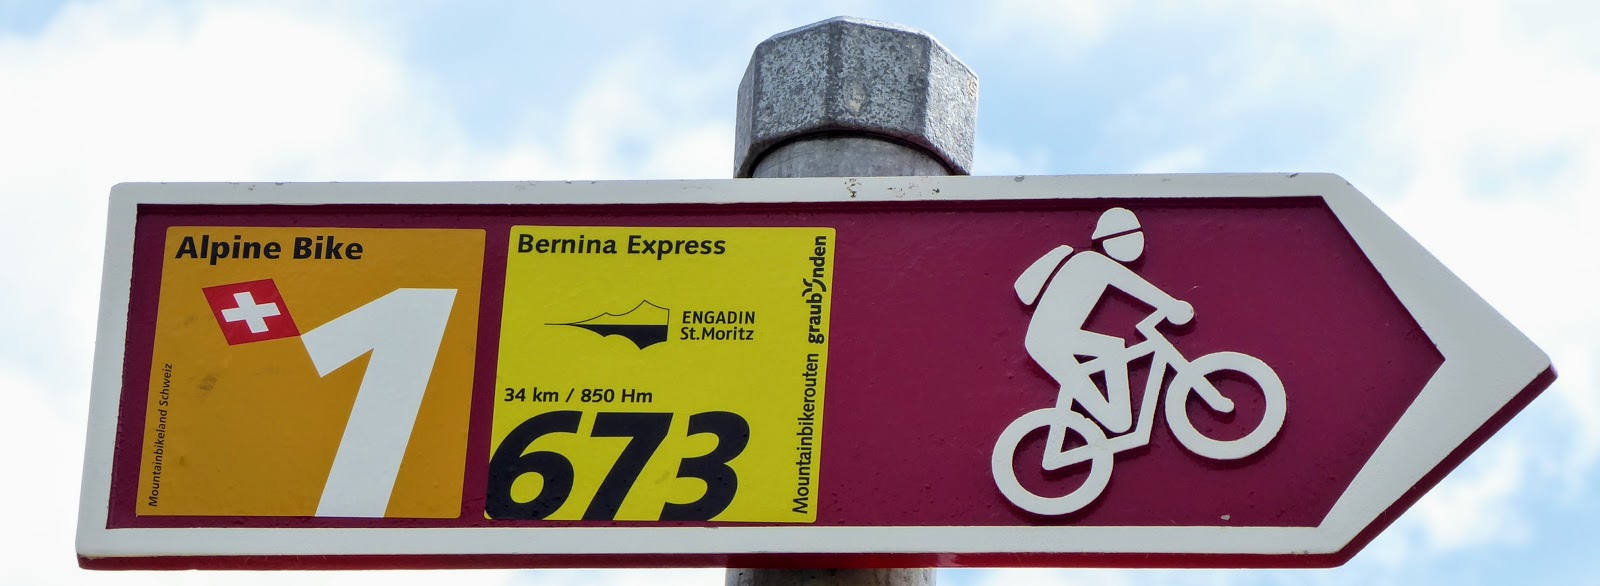 Alpine Bike
1
Mountainbikeland Schweiz
Bernina Express
ENGADIN
St.Moritz
34 km / 850 Hm
673
Mountainbikerouten graubünden